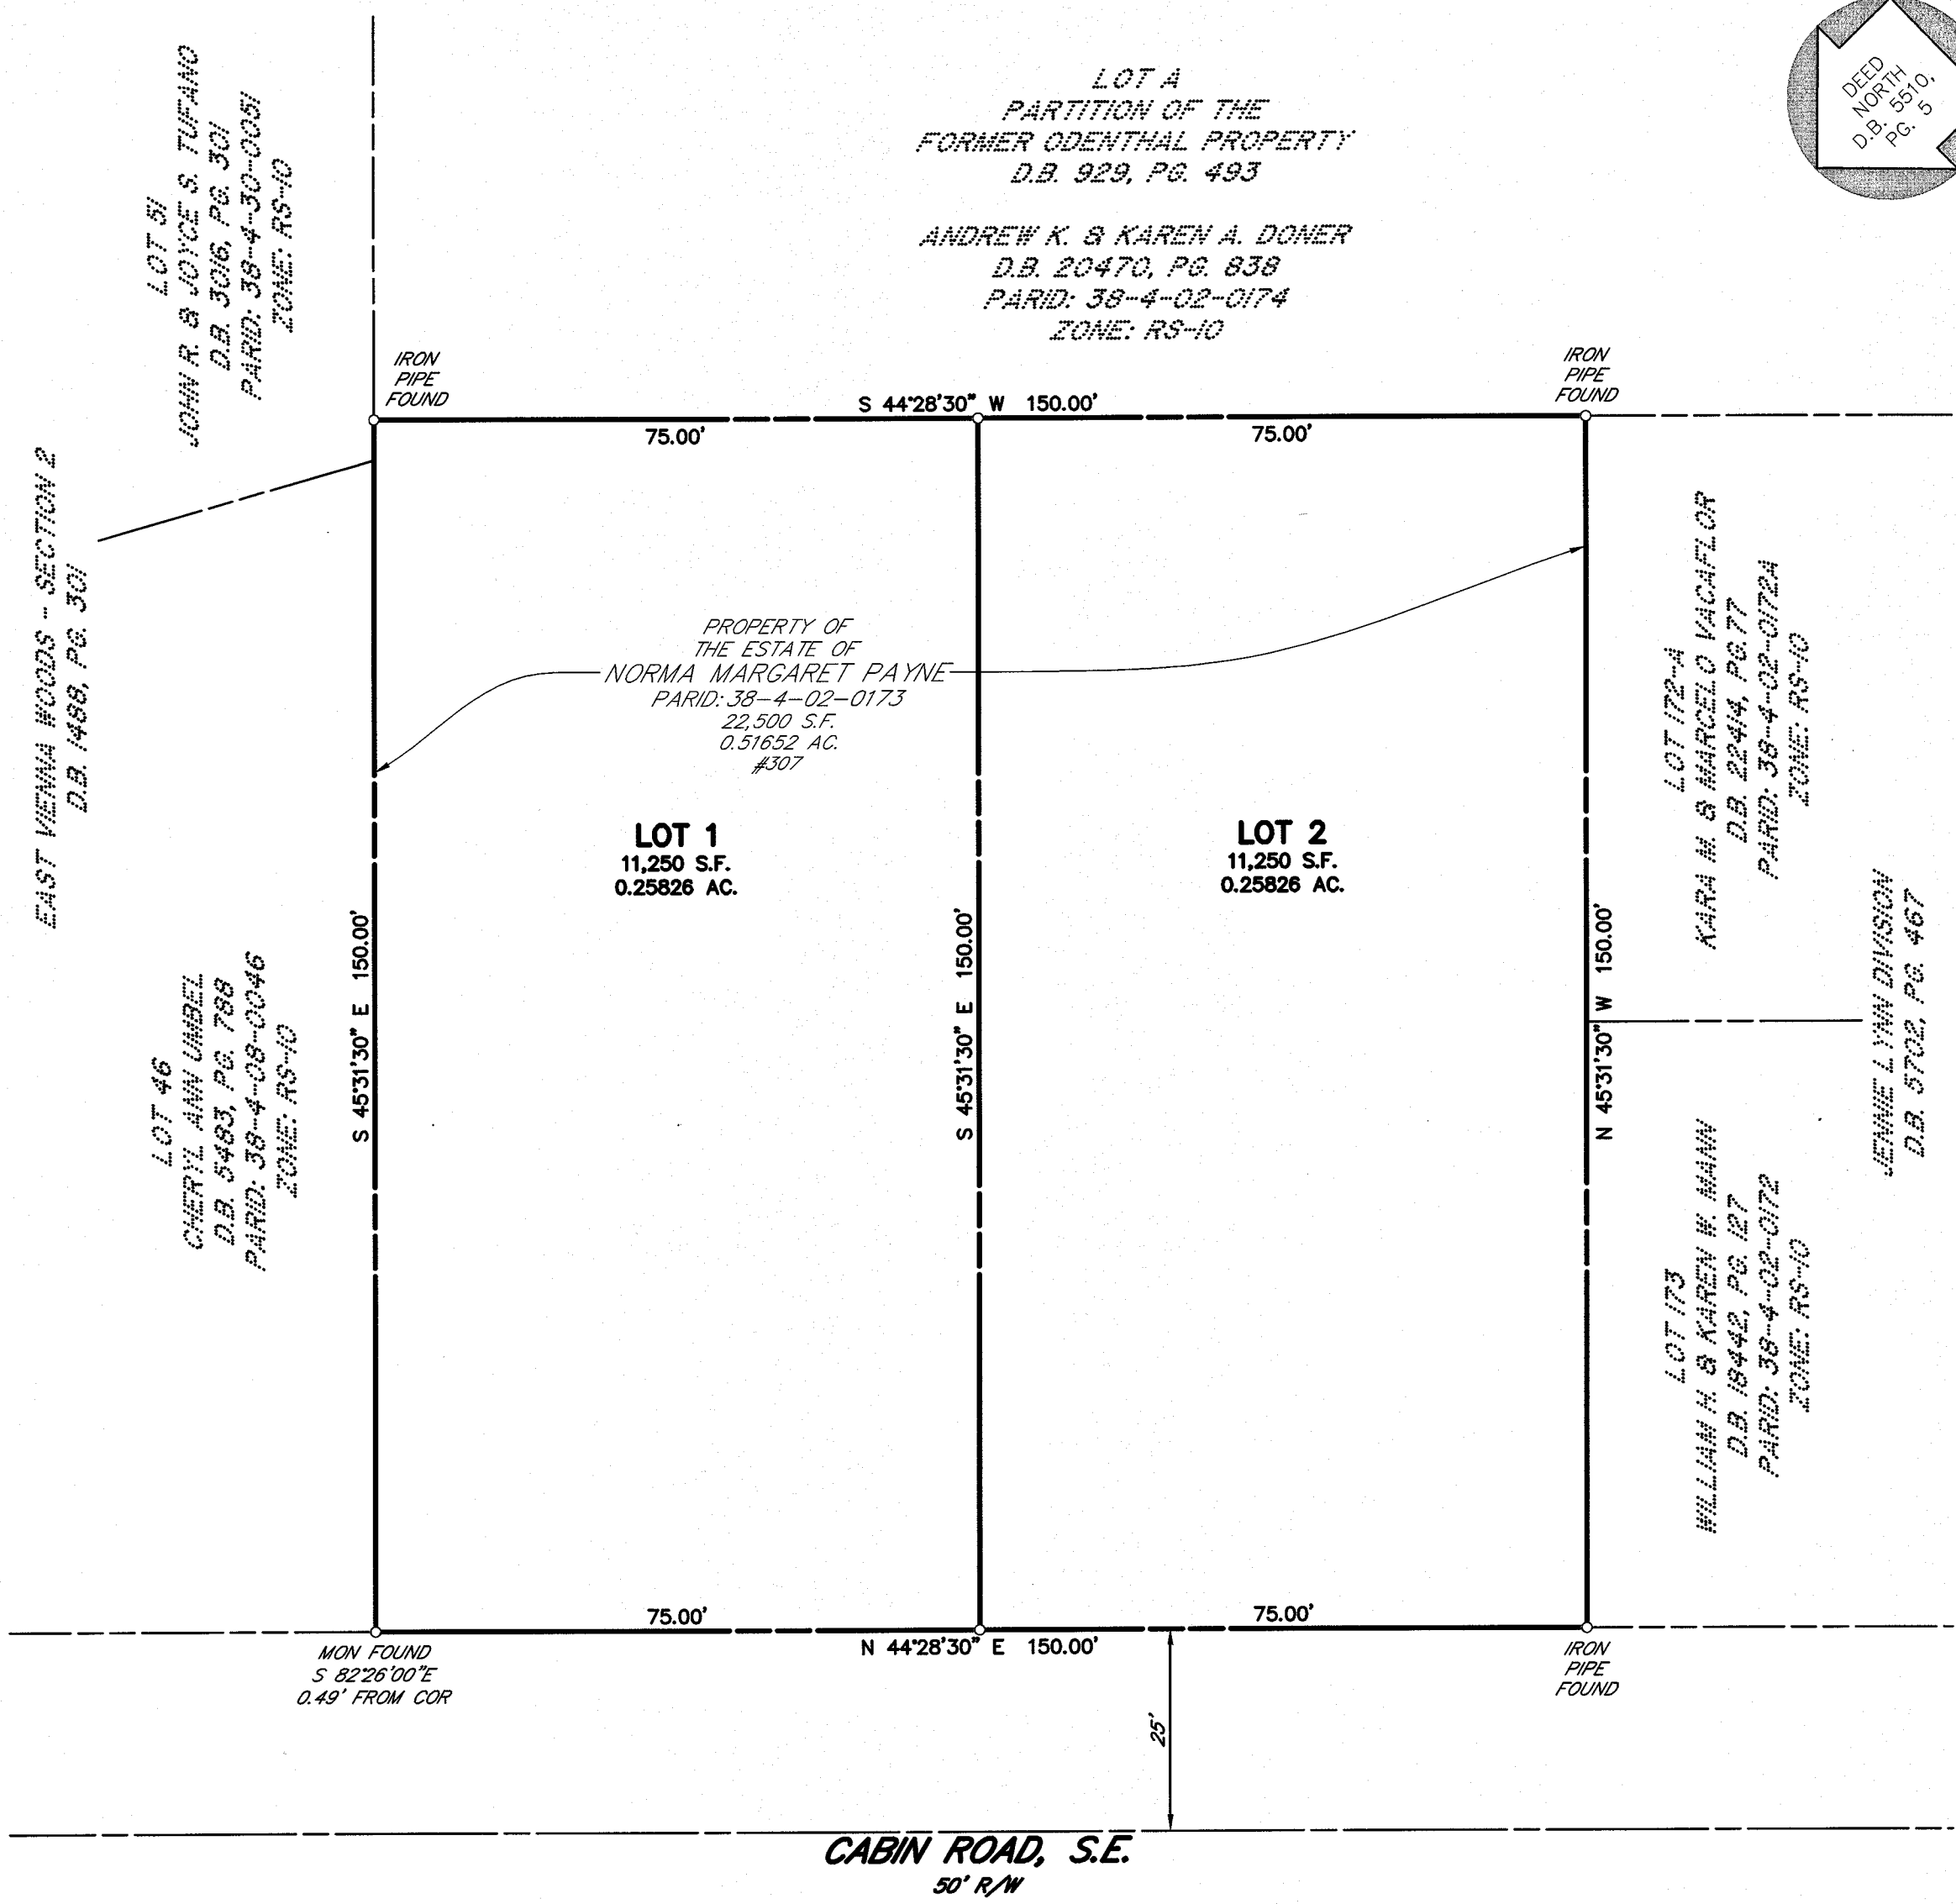 DEED
NORTH
D.B. 5510,
PG. 5
LOT A
PARTITION OF THE
FORMER ODENTHAL PROPERTY
D.B. 929, PG. 493
ANDREW K. & KAREN A. DONER
D.B. 20470, PG. 838
PARID: 38-4-02-0174
ZONE: RS-10
LOT 51
JOHN R. & JOYCE S. TUFANO
D.B. 3016, PG. 301
PARID: 38-4-30-0051
ZONE: RS-10
IRON
PIPE
FOUND
S 44°28'30" W 150.00'
75.00'
75.00'
IRON
PIPE
FOUND
EAST VIENNA WOODS - SECTION 2
D.B. 1488, PG. 301
PROPERTY OF
THE ESTATE OF
NORMA MARGARET PAYNE
PARID: 38-4-02-0173
22,500 S.F.
0.51652 AC.
#307
LOT 1
11,250 S.F.
0.25826 AC.
LOT 2
11,250 S.F.
0.25826 AC.
S 45°31'30" E 150.00'
S 45°31'30" E 150.00'
N 45°31'30" W 150.00'
LOT 172-A
KARA M. & MARCELO VACAFLOR
D.B. 22414, PG.77
PARID: 38-4-02-0172A
ZONE: RS-10
JENNIE LYNN DIVISION
D.B. 5702, PG. 467
LOT 46
CHERYL ANN UMBEL
D.B. 5483, PG. 788
PARID: 38-4-08-0046
ZONE: RS-10
LOT 173
WILLIAM H. & KAREN W. MANN
D.B. 18442, PG. 127
PARID: 38-4-02-0172
ZONE: RS-10
75.00'
75.00'
N 44°28'30" E 150.00'
MON FOUND
S 82°26'00"E
0.49' FROM COR
IRON
PIPE
FOUND
25'
CABIN ROAD, S.E.
50' R/W